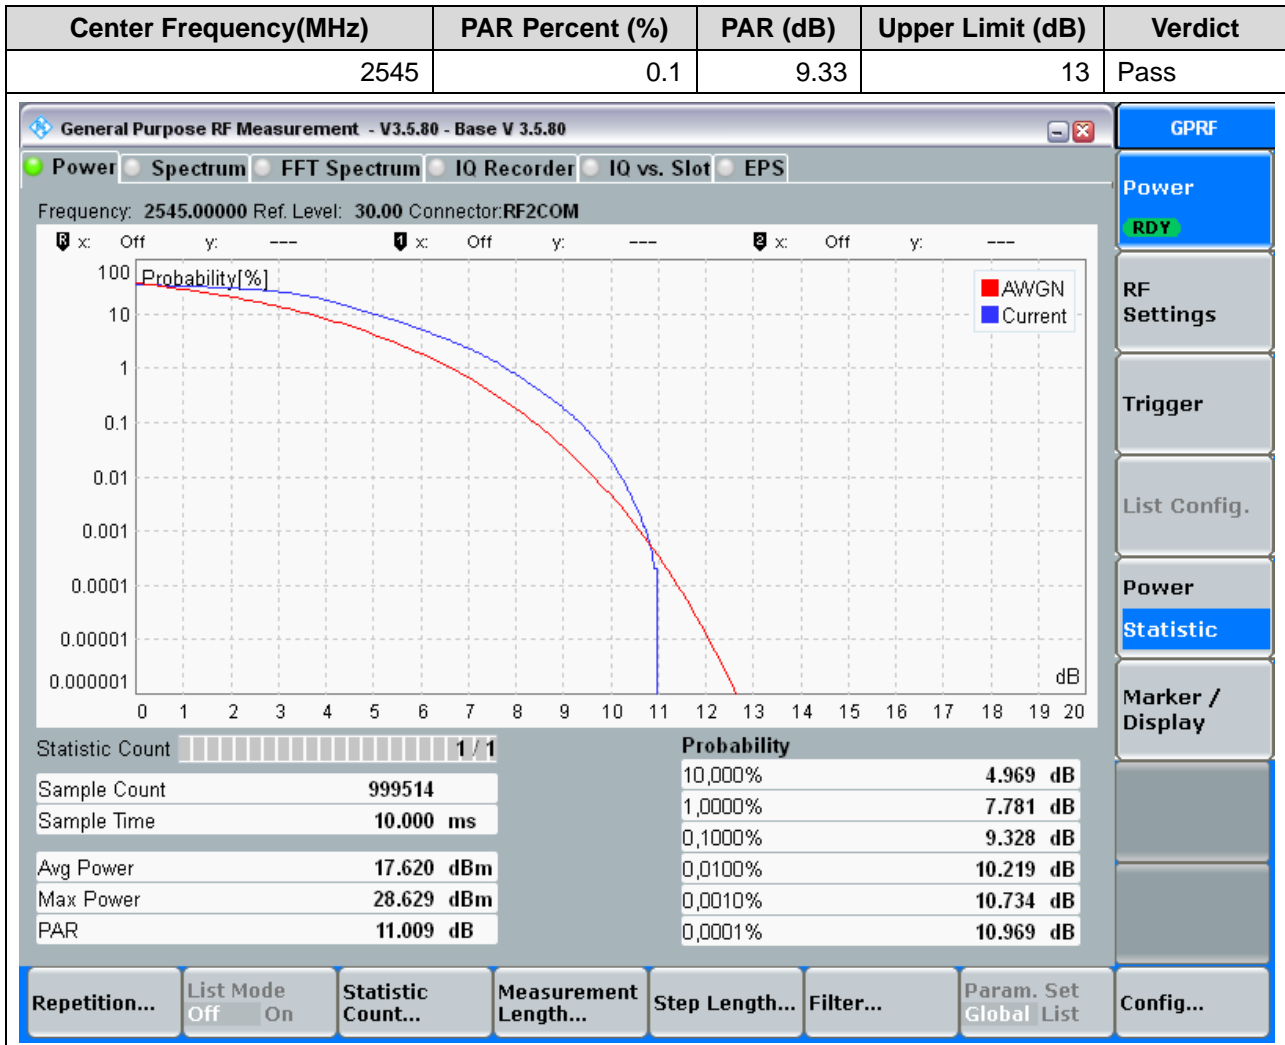 Center Frequency(MHz) PAR Percent (%) PAR (dB) Upper Limit (dB) Verdict
2545 0.1 9.33 13 Pass
General Purpose RF Measurement - V3.5.80 - Base V 3.5.80
GPRF
Power Spectrum FFT Spectrum IQ Recorder IQ vs. Slot EPS
Frequency: 2545.00000 Ref. Level: 30.00 Connector:RF2COM
R x: Off y: --- 1 x: Off y: --- 2 x: Off y: ---
Probability[%]
AWGN
Current
100
10
1
0.1
0.01
0.001
0.0001
0.00001
0.000001
dB
0 1 2 3 4 5 6 7 8 9 10 11 12 13 14 15 16 17 18 19 20
Statistic Count 1 / 1
Sample Count 999514
Sample Time 10.000 ms
Avg Power 17.620 dBm
Max Power 28.629 dBm
PAR 11.009 dB
Probability
10,000% 4.969 dB
1,0000% 7.781 dB
0,1000% 9.328 dB
0,0100% 10.219 dB
0,0010% 10.734 dB
0,0001% 10.969 dB
Power
RDY
RF
Settings
Trigger
List Config.
Power
Statistic
Marker /
Display
Repetition...
List Mode
Off On
Statistic
Count...
Measurement
Length...
Step Length...
Filter...
Param. Set
Global List
Config...